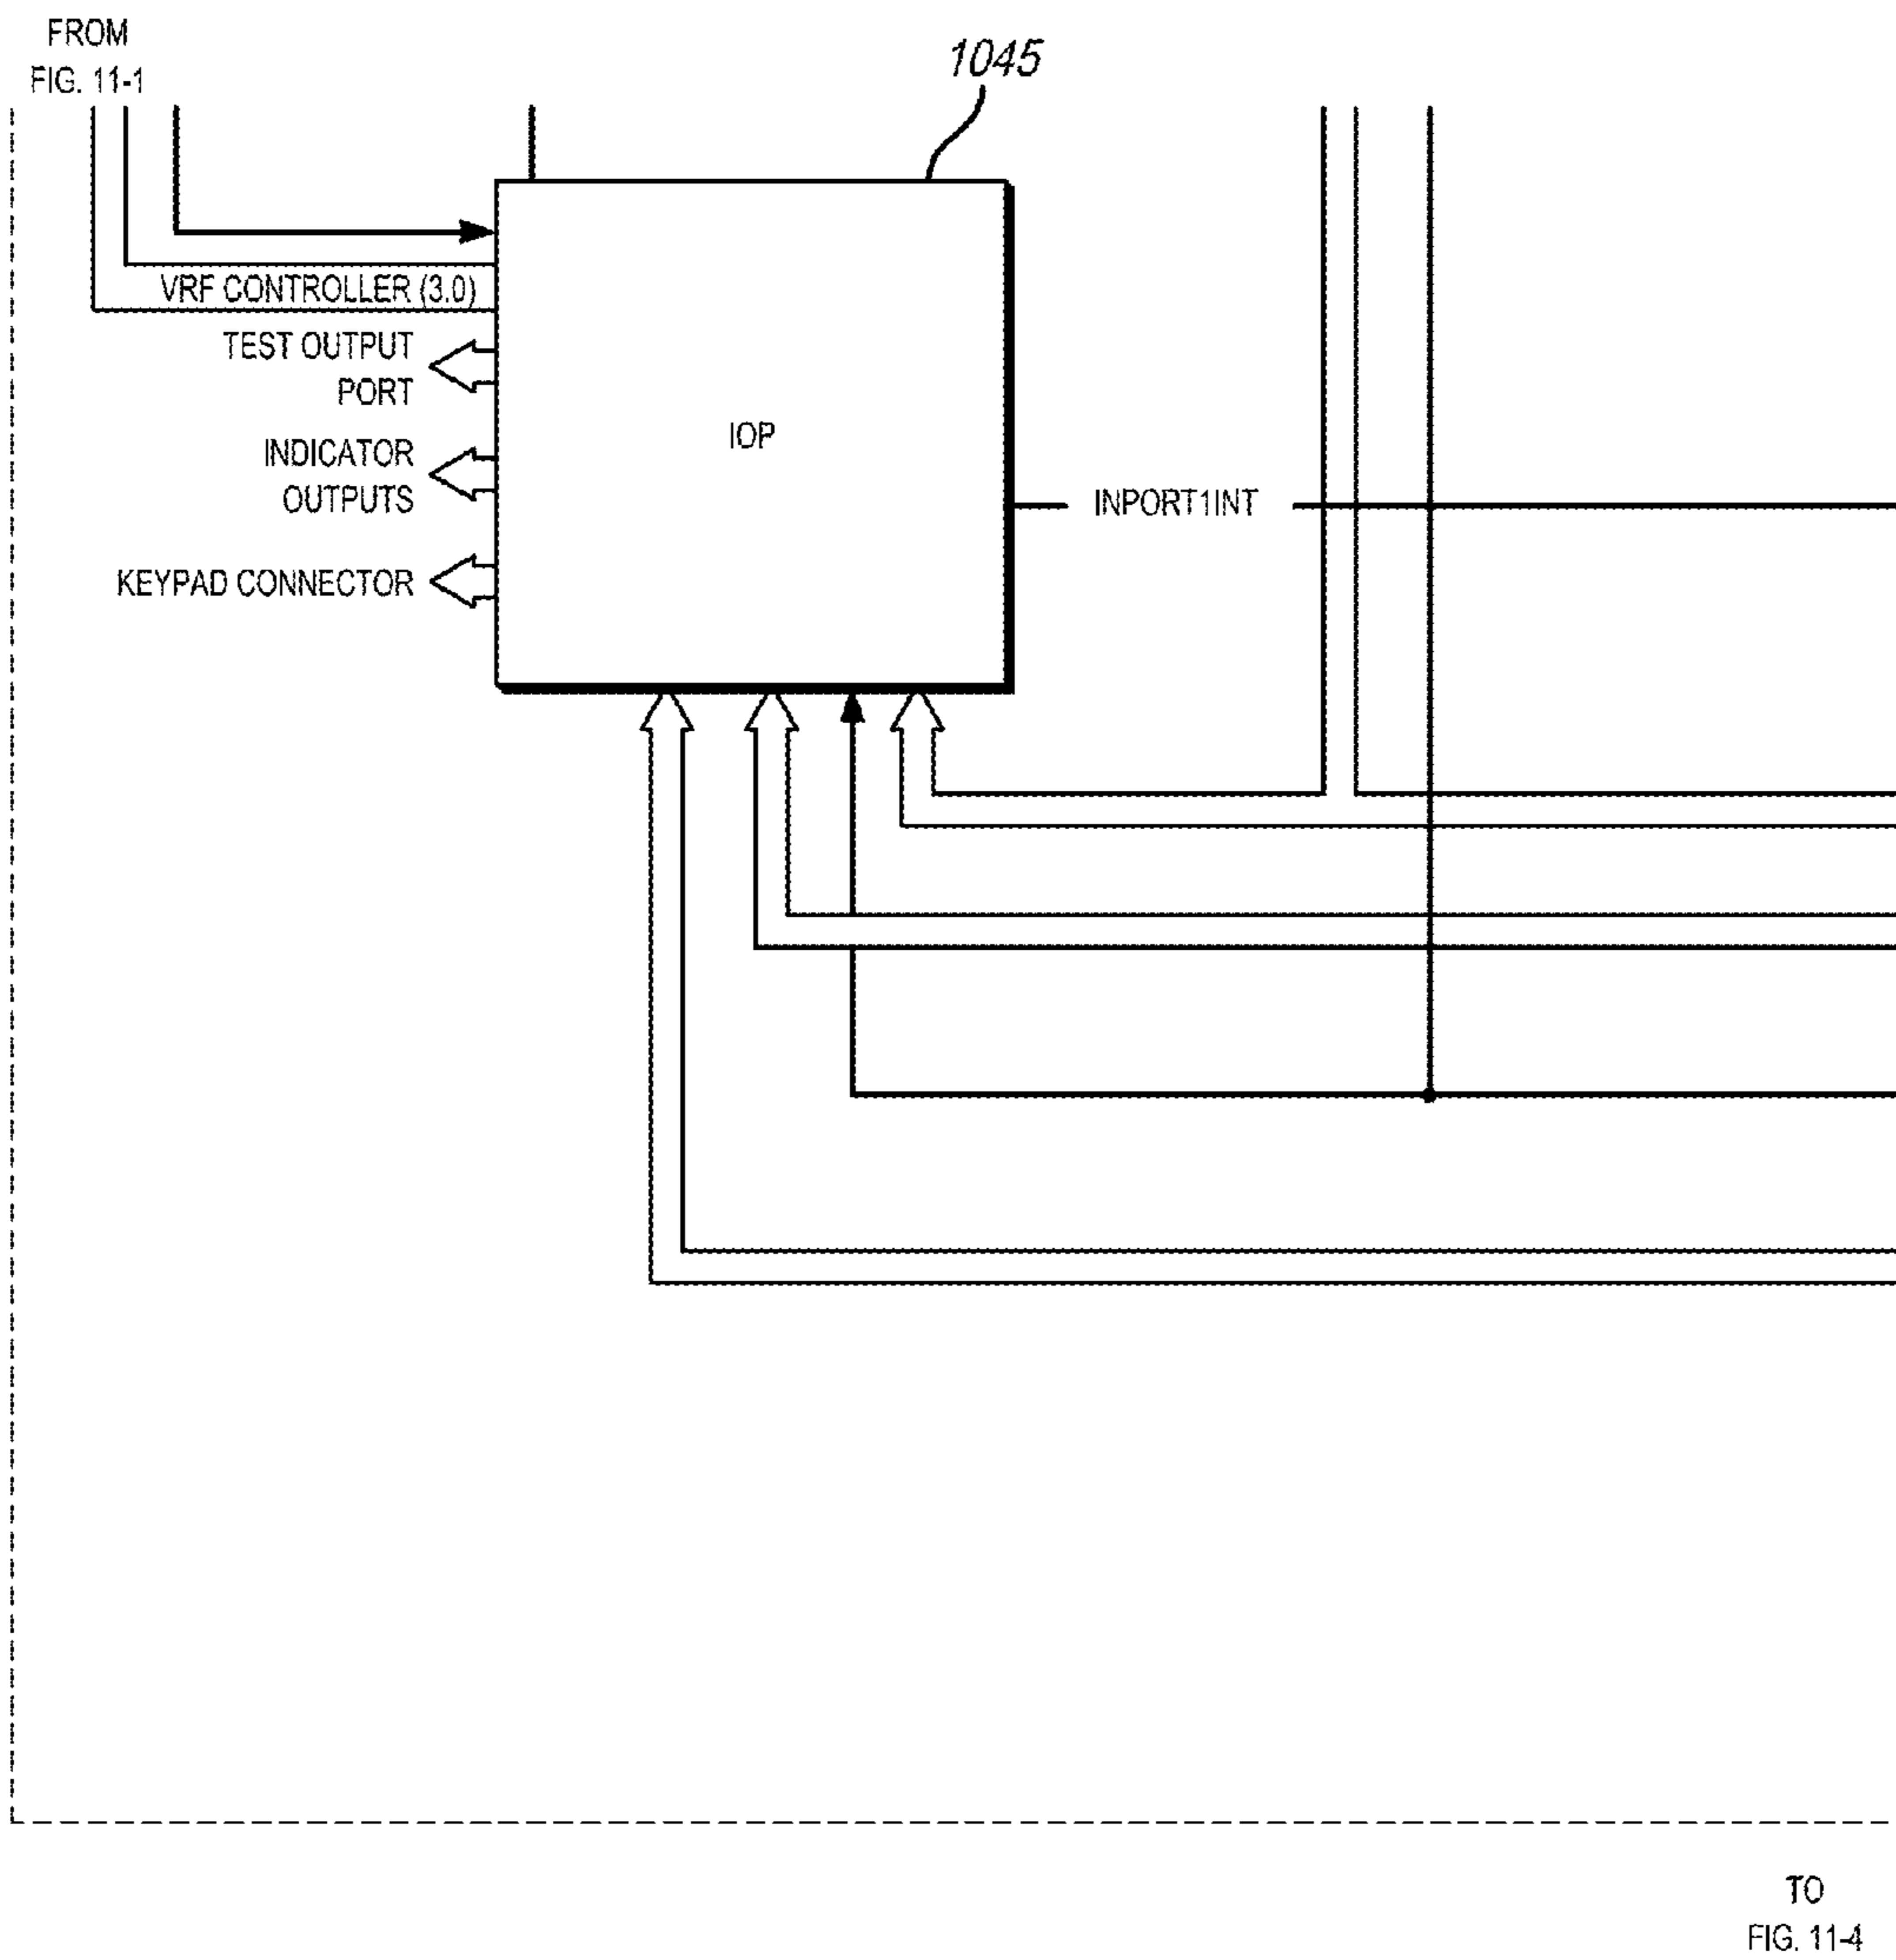 FROM
FIG. 11-1
1045
VRF CONTROLLER (3.0)
TEST OUTPUT
PORT
IOP
INDICATOR
OUTPUTS
INPORT1INT
KEYPAD CONNECTOR
TO
FIG. 11-4